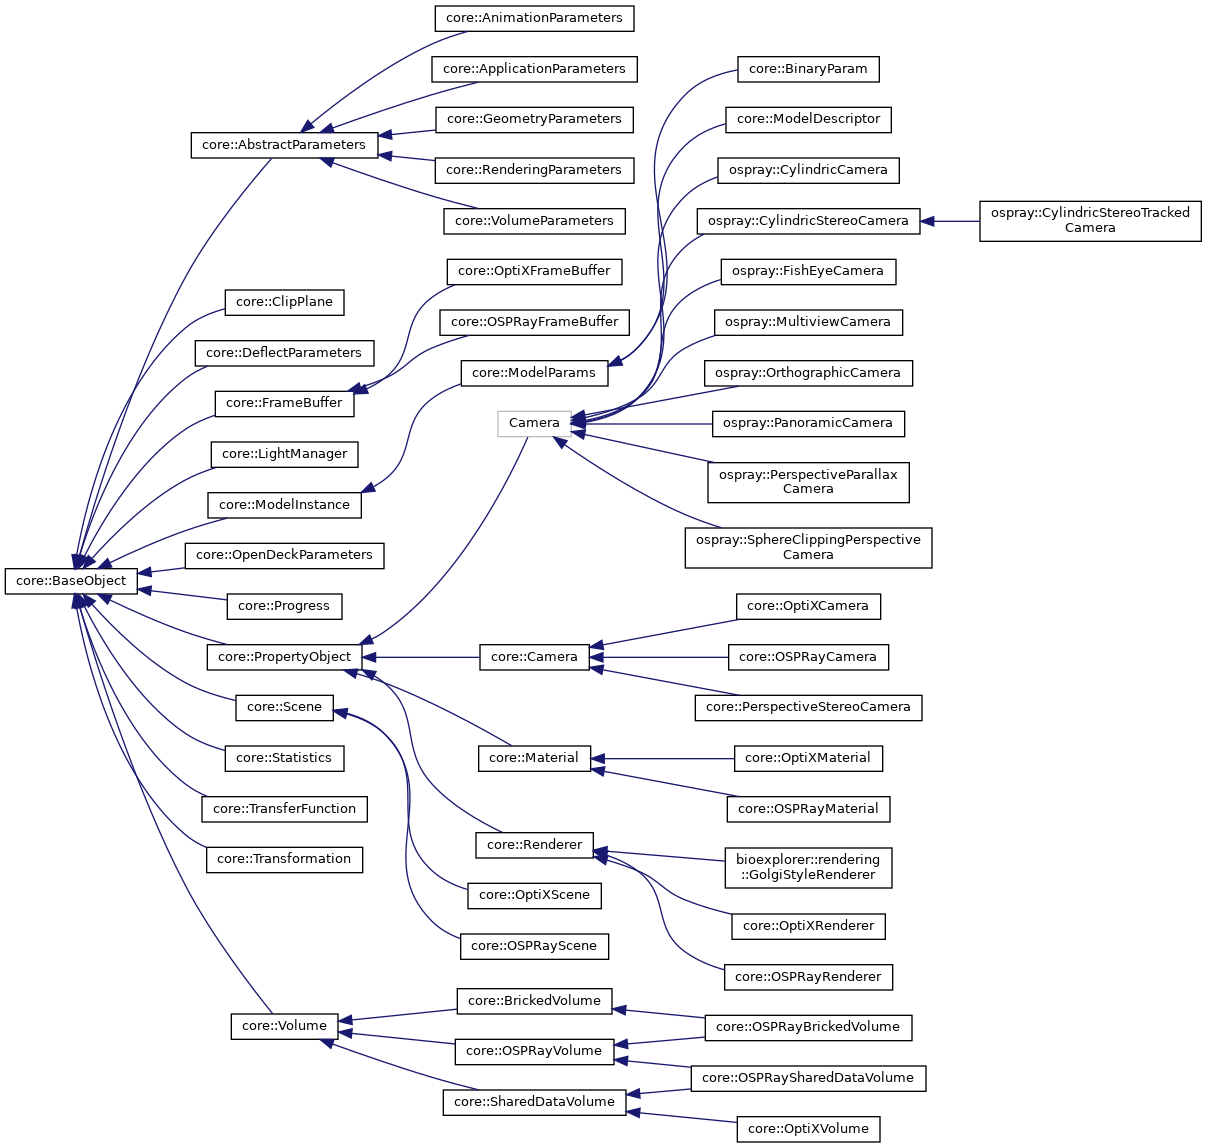 core::AnimationParameters
core::ApplicationParameters
core::BinaryParam
core::ModelDescriptor
core::GeometryParameters
core::AbstractParameters
core::RenderingParameters
ospray::CylindricCamera
core::VolumeParameters
ospray::CylindricStereoCamera
ospray::CylindricStereoTracked
Camera
core::OptiXFrameBuffer
ospray::FishEyeCamera
core::ClipPlane
core::OSPRayFrameBuffer
ospray::MultiviewCamera
core::DeflectParameters
core::ModelParams
ospray::OrthographicCamera
core::FrameBuffer
Camera
ospray::PanoramicCamera
core::LightManager
ospray::PerspectiveParallax
Camera
core::ModelInstance
ospray::SphereClippingPerspective
Camera
core::OpenDeckParameters
core::BaseObject
core::Progress
core::OptiXCamera
core::PropertyObject
core::Camera
core::OSPRayCamera
core::Scene
core::PerspectiveStereoCamera
core::Statistics
core::Material
core::OptiXMaterial
core::TransferFunction
core::OSPRayMaterial
core::Transformation
core::Renderer
bioexplorer::rendering
::GolgiStyleRenderer
core::OptiXScene
core::OptiXRenderer
core::OSPRayScene
core::OSPRayRenderer
core::BrickedVolume
core::Volume
core::OSPRayBrickedVolume
core::OSPRayVolume
core::OSPRaySharedDataVolume
core::SharedDataVolume
core::OptiXVolume